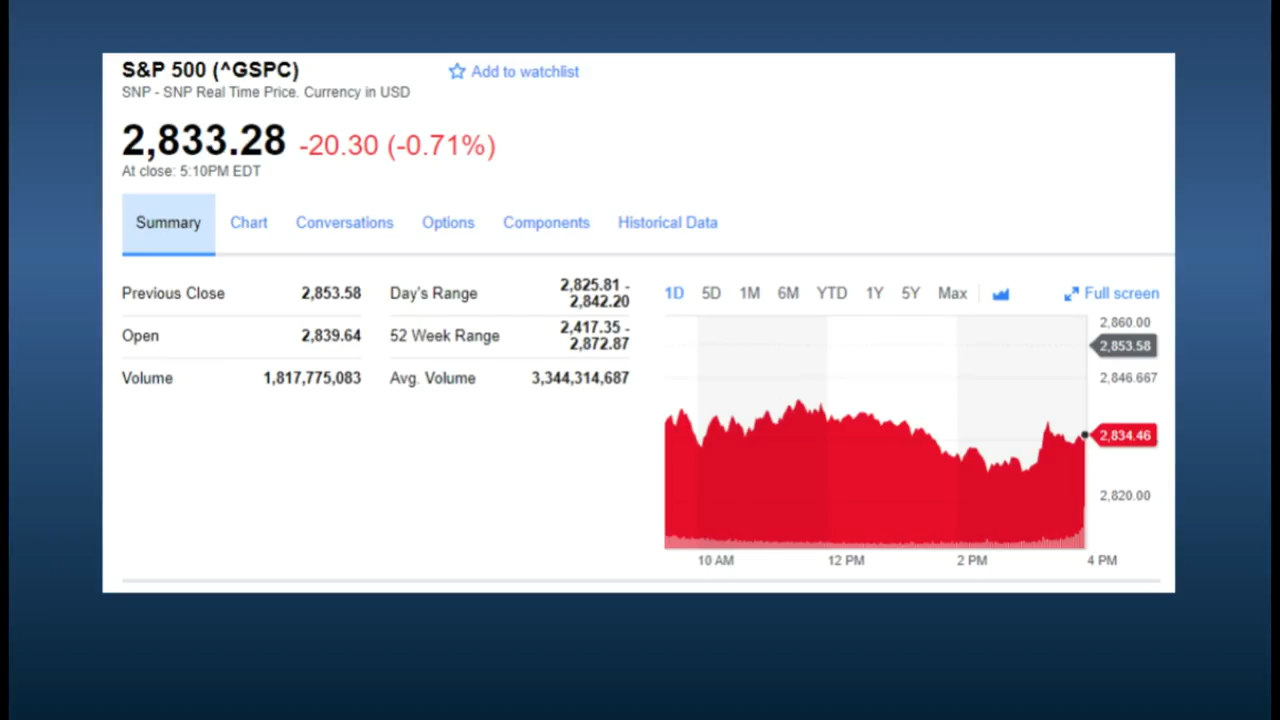 S&P 500 (^GSPC)
Add to watchlist
SNP - SNP Real Time Price. Currency in USD
2,833.28 -20.30 (-0.71%)
At close: 5:10PM EDT
Summary Chart Conversations Options Components Historical Data
Previous Close 2,853.58
Open 2,839.64
Volume 1,817,775,083
Day's Range 2,825.81 -
2,842.20
52 Week Range 2,417.35 -
2,872.87
Avg. Volume 3,344,314,687
1D 5D 1M 6M YTD 1Y 5Y Max Full screen
2,860.00
2,853.58
2,846.667
2,834.46
2,820.00
10 AM 12 PM 2 PM 4 PM